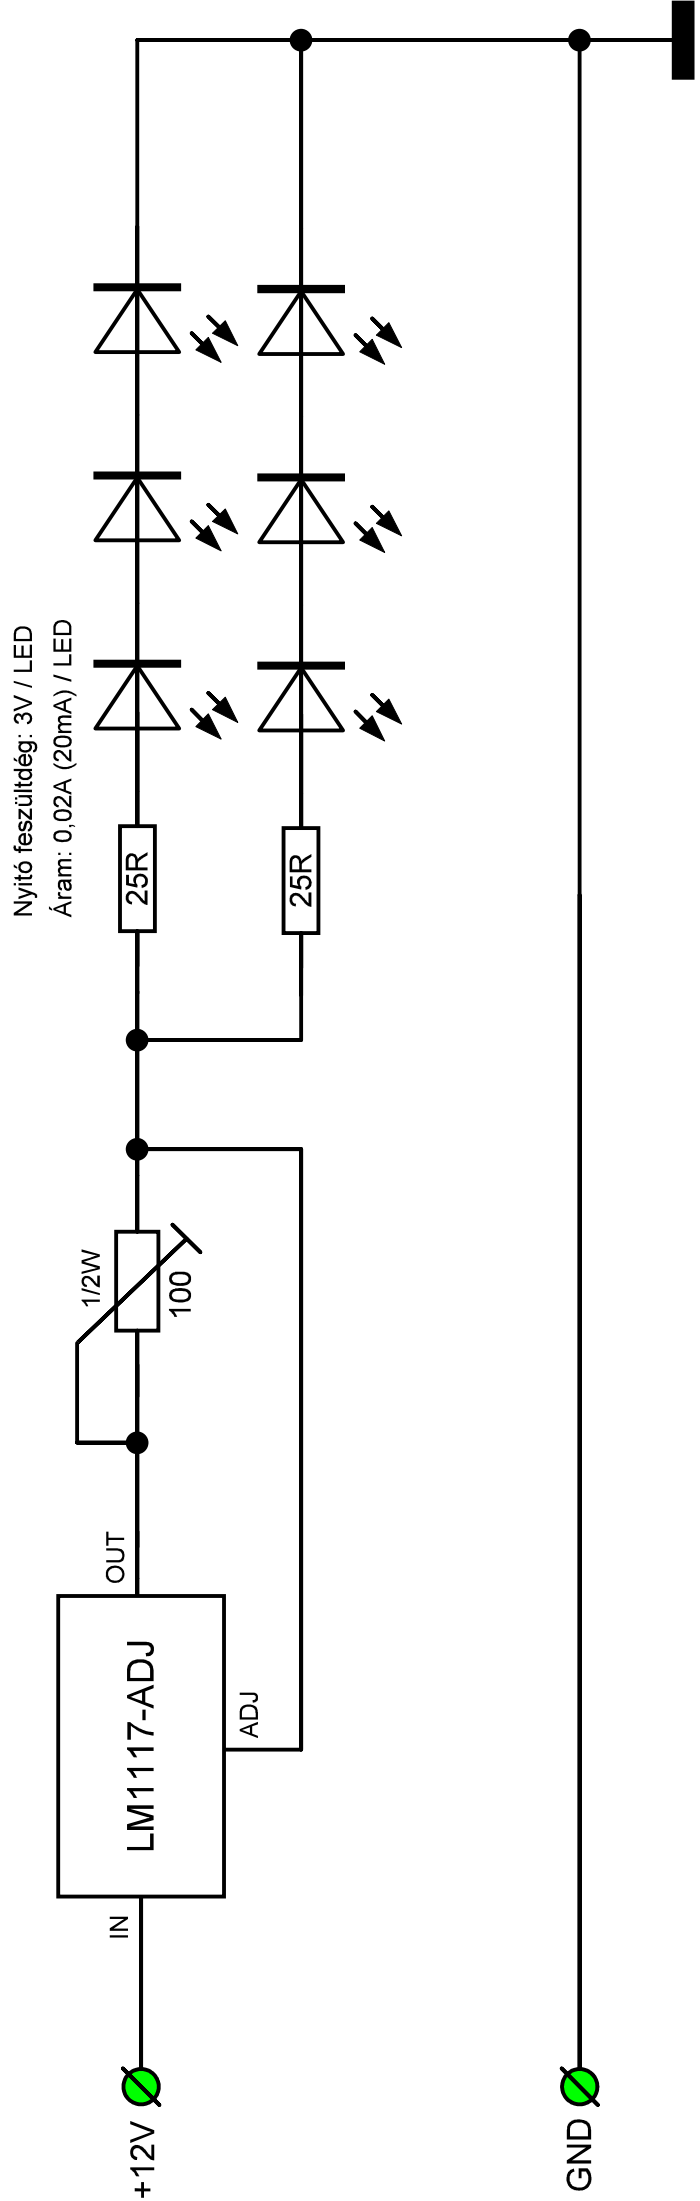 Nyitó feszültdég: 3V / LED
Áram: 0,02A (20mA) / LED
+12V
IN
LM1117-ADJ
OUT
ADJ
1/2W
100
25R
25R
GND